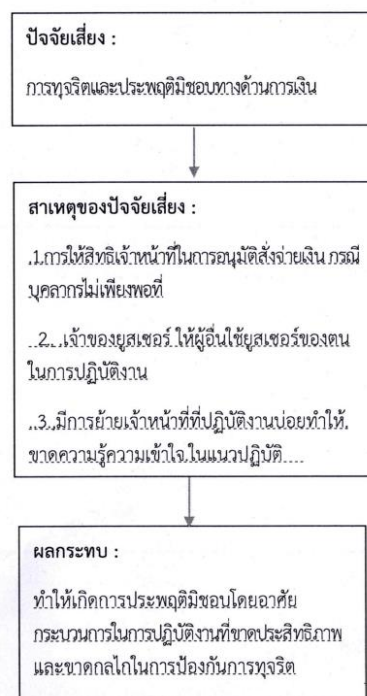 ปัจจัยเสี่ยง :
การทุจริตและประพฤติมิชอบทางด้านการเงิน
สาเหตุของปัจจัยเสี่ยง :
.1.การให้สิทธิเจ้าหน้าที่ในการอนุมัติสั่งจ่ายเงิน กรณี
บุคลากรไม่เพียงพอที่
...2...เจ้าของยูสเซอร์ ให้ผู้อื่นใช้ยูสเซอร์ของตน
ในการปฏิบัติงาน
...3..มีการย้ายเจ้าหน้าที่ที่ปฏิบัติงานบ่อยทำให้.
ขาดความรู้ความเข้าใจ.ในแนวปฏิบัติ.....
ผลกระทบ :
ทำให้เกิดการประพฤติมิชอบโดยอาศัย
กระบวนการในการปฏิบัติงานที่ขาดประสิทธิภาพ
และขาดกลไกในการป้องกันการทุจริต